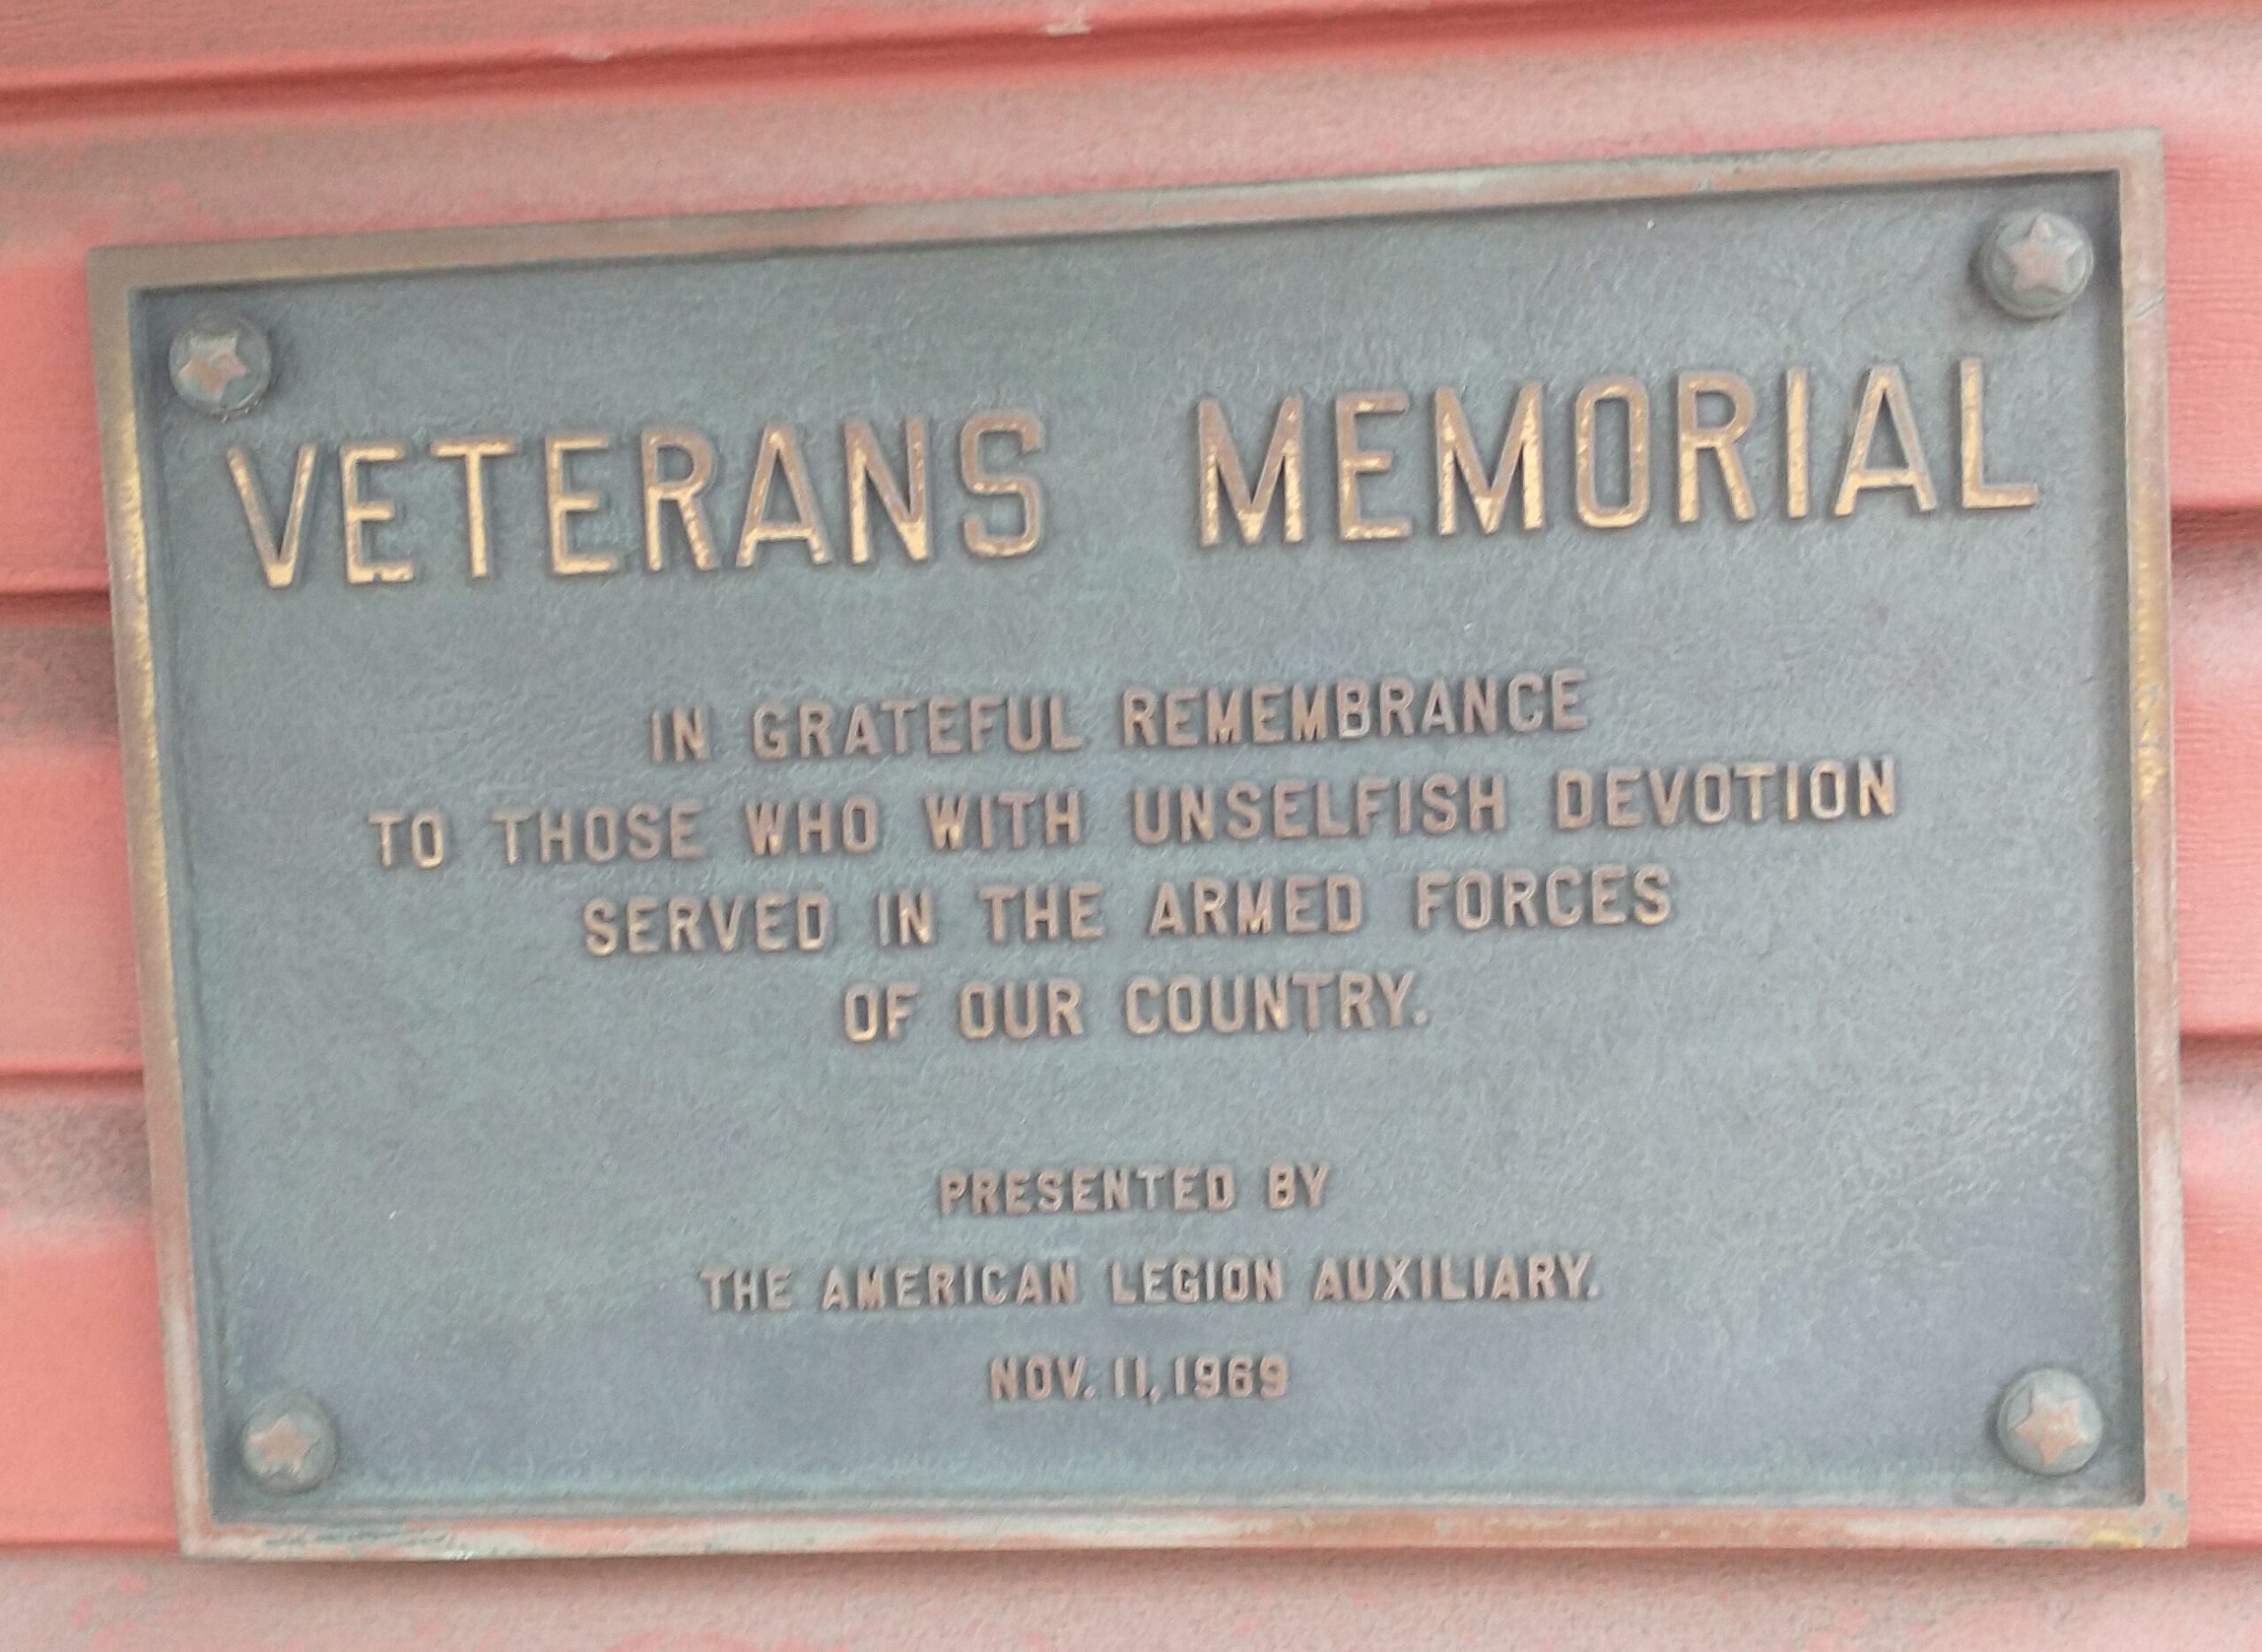 VETERANS MEMORIAL
IN GRATEFUL REMEMBRANCE
TO THOSE WHO WITH UNSELFISH DEVOTION
SERVED IN THE ARMED FORCES
OF OUR COUNTRY.
PRESENTED BY
THE AMERICAN LEGION AUXILIARY.
NOV. 11, 1969